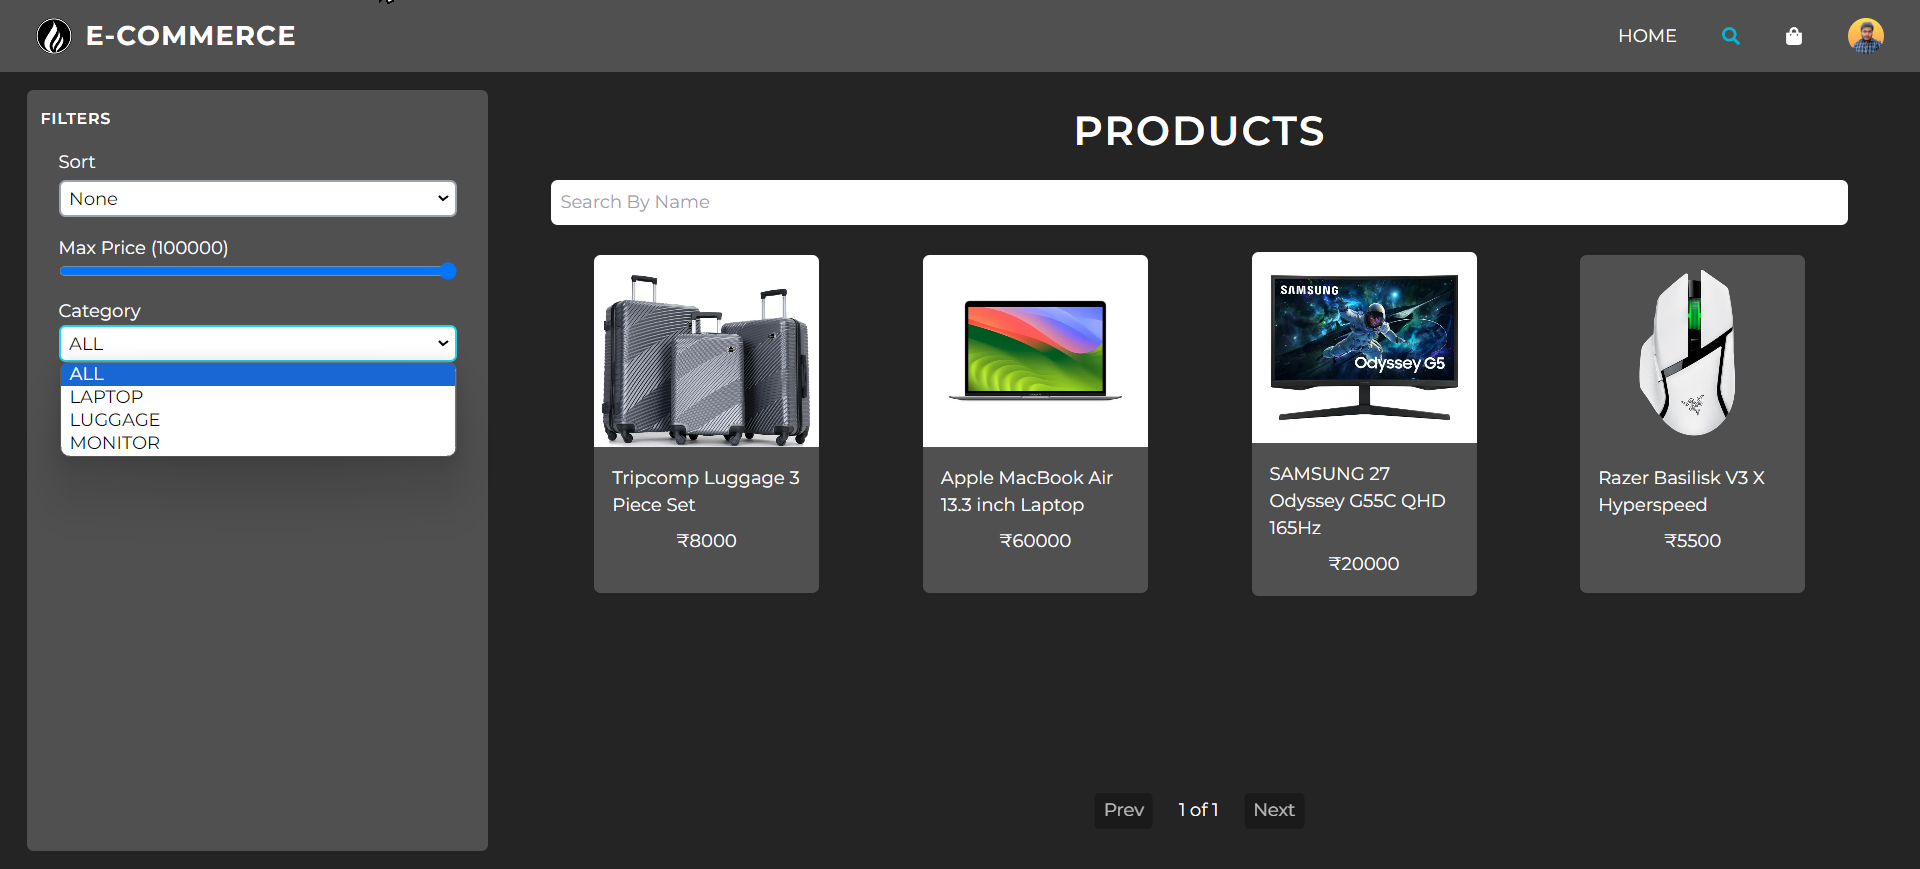 E-COMMERCE
HOME
FILTERS
Sort
None
Max Price (100000)
Category
ALL
ALL
LAPTOP
LUGGAGE
MONITOR
PRODUCTS
Search By Name
Tripcomp Luggage 3
Piece Set
₹8000
Apple MacBook Air
13.3 inch Laptop
₹60000
SAMSUNG
Odyssey G5
SAMSUNG 27
Odyssey G55C QHD
165Hz
₹20000
Razer Basilisk V3 X
Hyperspeed
₹5500
Prev
1 of 1
Next